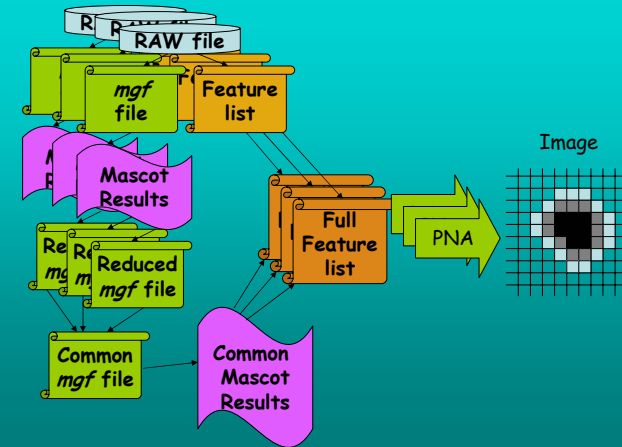 RAW file
mgf
file
Feature
list
Mascot
Results
Reduced
mgf file
Common
mgf file
Common
Mascot
Results
Full
Feature
list
PNA
Image